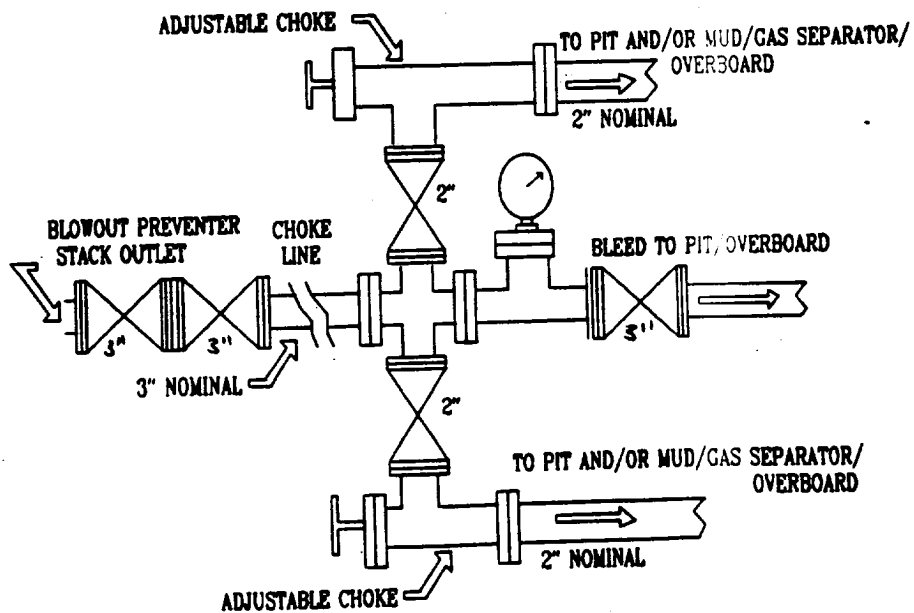 ADJUSTABLE CHOKE
TO PIT AND/OR MUD/GAS SEPARATOR/
OVERBOARD
2" NOMINAL
2"
BLOWOUT PREVENTER
STACK OUTLET
CHOKE
LINE
BLEED TO PIT/OVERBOARD
3"
3"
3"
3" NOMINAL
2"
TO PIT AND/OR MUD/GAS SEPARATOR/
OVERBOARD
2" NOMINAL
ADJUSTABLE CHOKE